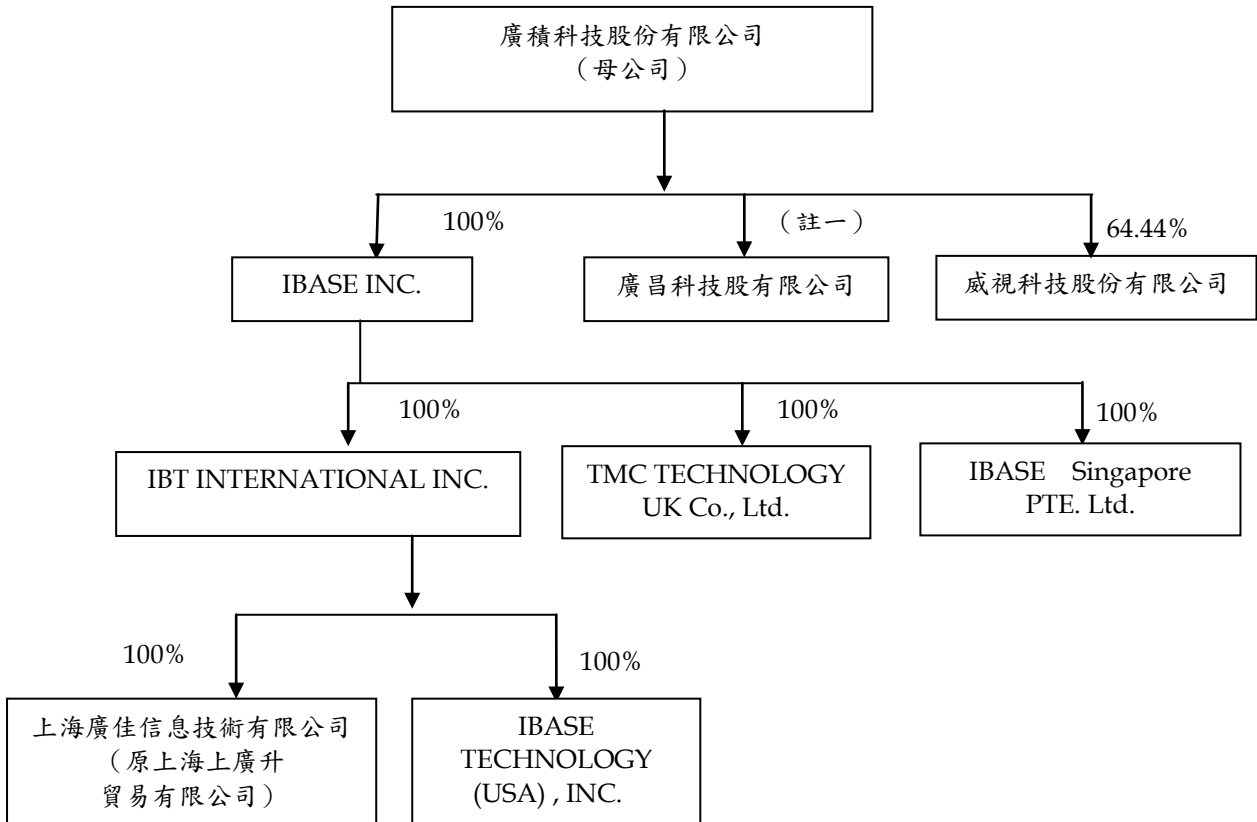 廣積科技股份有限公司
（母公司）
100%
（註一）
64.44%
IBASE INC.
廣昌科技股有限公司
威視科技股份有限公司
100%
100%
100%
IBT INTERNATIONAL INC.
TMC TECHNOLOGY
UK Co., Ltd.
IBASE Singapore
PTE. Ltd.
100%
100%
上海廣佳信息技術有限公司
（原上海上廣升
貿易有限公司）
IBASE
TECHNOLOGY
(USA) , INC.